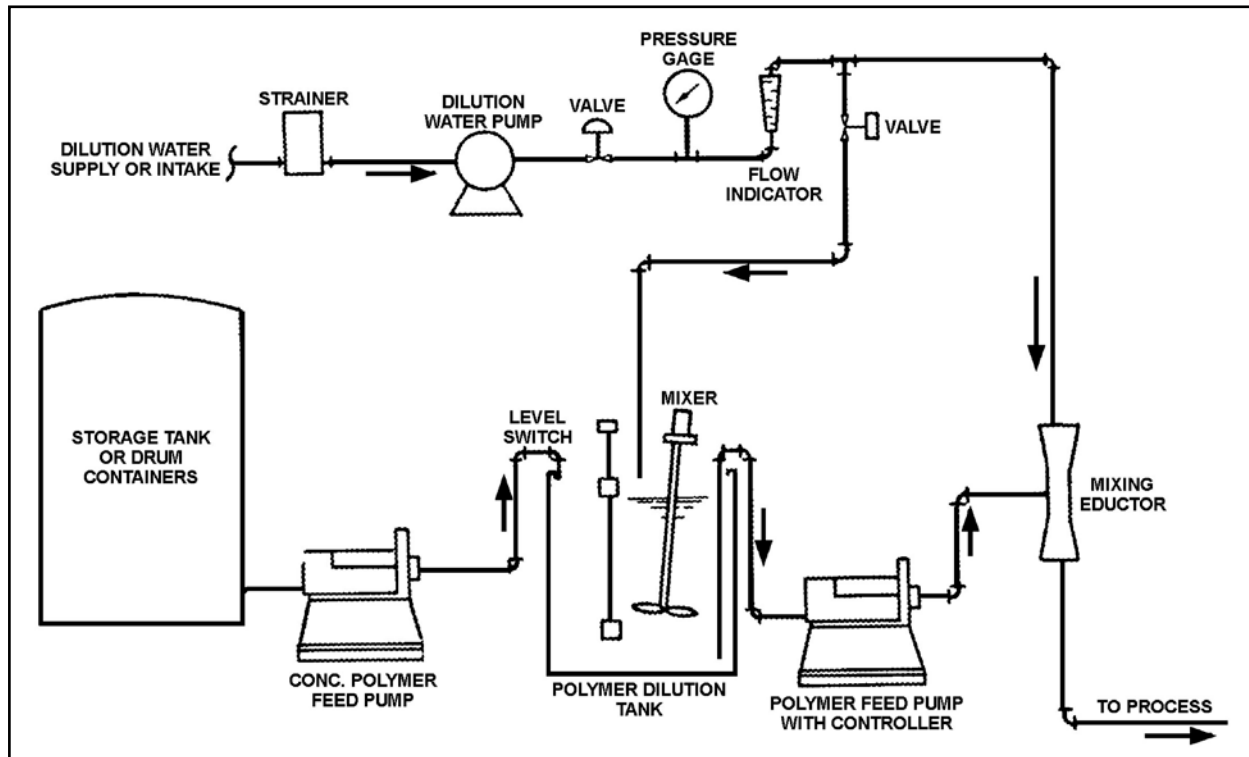 PRESSURE
GAGE
STRAINER
DILUTION
WATER PUMP
VALVE
VALVE
DILUTION WATER
SUPPLY OR INTAKE
FLOW
INDICATOR
STORAGE TANK
OR DRUM
CONTAINERS
LEVEL
SWITCH
MIXER
MIXING
EDUCTOR
CONC. POLYMER
FEED PUMP
POLYMER DILUTION
TANK
POLYMER FEED PUMP
WITH CONTROLLER
TO PROCESS